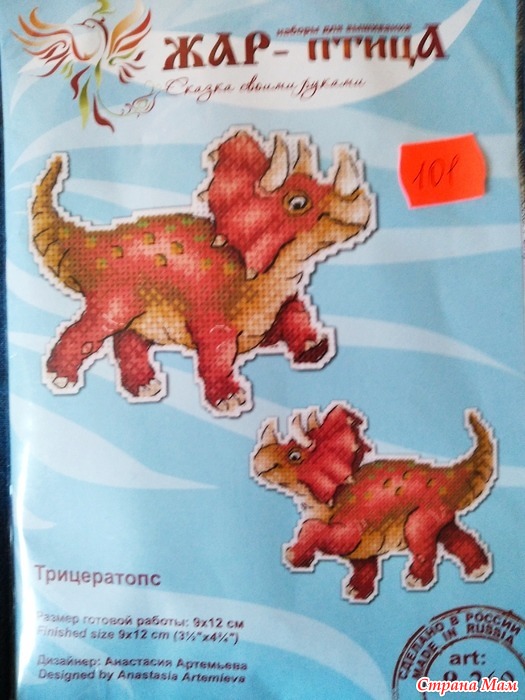 наборы для вышивания
ЖАР-ПТИЦА
Сказка своими руками
101
Трицератопс
Размер готовой работы: 9х12 см
Finished size 9x12 cm (3½"x4¾")
Дизайнер: Анастасия Артемьева
Designed by Anastasia Artemieva
СДЕЛАНО В РОССИИ
MADE IN RUSSIA
art:
Страна Мам